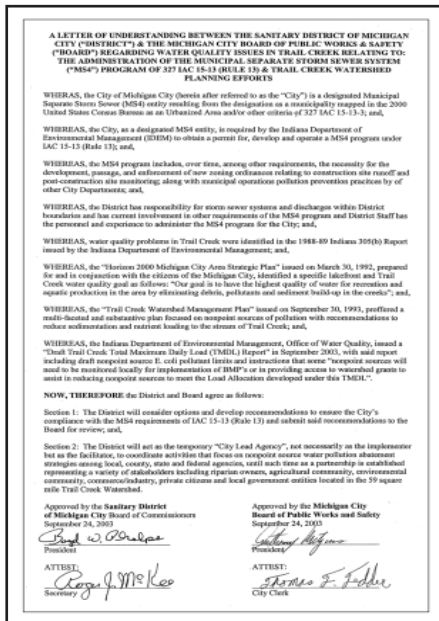 A LETTER OF UNDERSTANDING BETWEEN THE SANITARY DISTRICT OF MICHIGAN
CITY ("DISTRICT") & THE MICHIGAN CITY BOARD OF PUBLIC WORKS & SAFETY
("BOARD") REGARDING WATER QUALITY ISSUES IN TRAIL CREEK RELATING TO:
THE ADMINISTRATION OF THE MUNICIPAL SEPARATE STORM SEWER SYSTEM
("MS4") PROGRAM OF 327 IAC 15-13 (RULE 13) & TRAIL CREEK WATERSHED
PLANNING EFFORTS
WHERAS, the City of Michigan City (herein after referred to as the "City") is a designated Municipal
Separate Storm Sewer (MS4) entity resulting from the designation as a municipality mapped in the 2000
United States Census Bureau as an Urbanized Area and/or other criteria of 327 IAC 15-13-3; and,
WHEREAS, the City, as a designated MS4 entity, is required by the Indiana Department of
Environmental Management (IDEM) to obtain a permit for, develop and operate a MS4 program under
IAC 15-13 (Rule 13); and,
WHEREAS, the MS4 program includes, over time, among other requirements, the necessity for the
development, passage, and enforcement of new zoning ordinances relating to construction site runoff and
post-construction site monitoring; along with municipal operations pollution prevention practices by of
other City Departments; and,
WHEREAS, the District has responsibility for storm sewer systems and discharges within District
boundaries and has current involvement in other requirements of the MS4 program and District Staff has
the personnel and experience to administer the MS4 program for the City; and,
WHEREAS, water quality problems in Trail Creek were identified in the 1988-89 Indiana 305(b) Report
issued by the Indiana Department of Environmental Management; and,
WHEREAS, the "Horizon 2000 Michigan City Area Strategic Plan" issued on March 30, 1992, prepared
for and in conjunction with the citizens of the Michigan City, identified a specific lakefront and Trail
Creek water quality goal as follows: "Our goal is to have the highest quality of water for recreation and
aquatic production in the area by eliminating debris, pollutants and sediment build-up in the creeks"; and,
WHEREAS, the "Trail Creek Watershed Management Plan" issued on September 30, 1993, proffered a
multi-faceted and substantive plan focused on nonpoint sources of pollution with recommendations to
reduce sedimentation and nutrient loading to the stream of Trail Creek; and,
WHEREAS, the Indiana Department of Environmental Management, Office of Water Quality, issued a
"Draft Trail Creek Total Maximum Daily Load (TMDL) Report" in September 2003, with said report
including draft nonpoint source E. coli pollutant limits and instructions that some "nonpoint sources will
need to be monitored locally for implementation of BMP's or in providing access to watershed grants to
assist in reducing nonpoint sources to meet the Load Allocation developed under this TMDL".
NOW, THEREFORE the District and Board agree as follows:
Section 1: The District will consider options and develop recommendations to ensure the City's
compliance with the MS4 requirements of IAC 15-13 (Rule 13) and submit said recommendations to the
Board for review; and,
Section 2: The District will act as the temporary "City Lead Agency", not necessarily as the implementer
but as the facilitator, to coordinate activities that focus on nonpoint source water pollution abatement
strategies among local, county, state and federal agencies, until such time as a partnership is established
representing a variety of stakeholders including riparian owners, agricultural community, environmental
community, commerce/industry, private citizens and local government entities located in the 59 square
mile Trail Creek Watershed.
Approved by the Sanitary District
of Michigan City Board of Commissioners
September 24, 2003
President
ATTEST:
Roger J. McKee
Secretary
Approved by the Michigan City
Board of Public Works and Safety
September 24, 2003
President
ATTEST:
Thomas F. Fedder
City Clerk